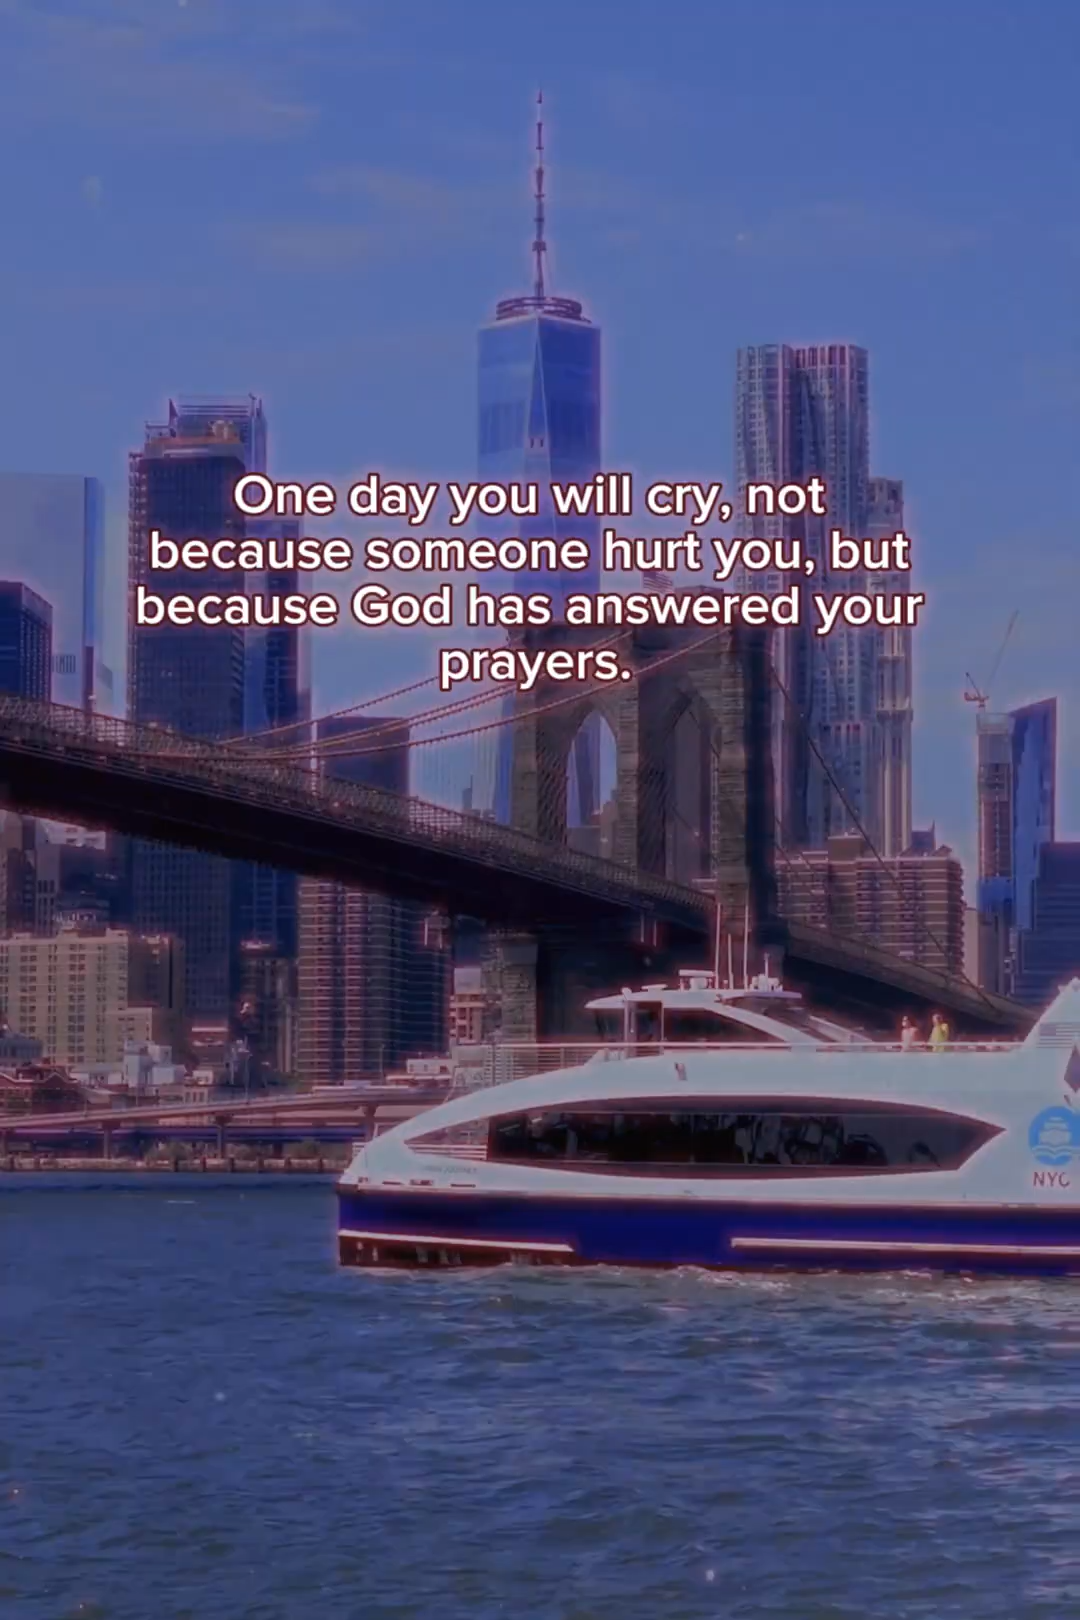 One day you will cry, not
because someone hurt you, but
because God has answered your
prayers.
NYC